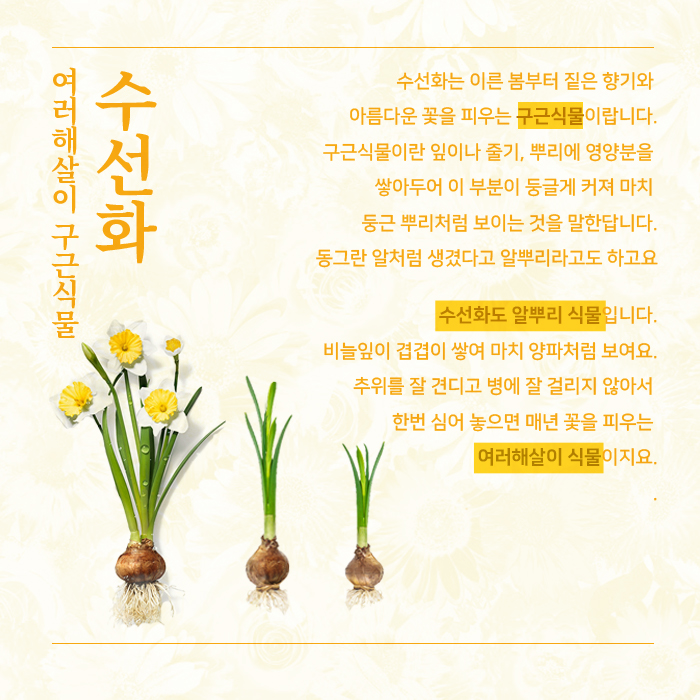 수선화
여러해살이 구근식물
수선화는 이른 봄부터 짙은 향기와
아름다운 꽃을 피우는 구근식물이랍니다.
구근식물이란 잎이나 줄기, 뿌리에 영양분을
쌓아두어 이 부분이 둥글게 커져 마치
둥근 뿌리처럼 보이는 것을 말한답니다.
동그란 알처럼 생겼다고 알뿌리라고도 하고요
수선화도 알뿌리 식물입니다.
비늘잎이 겹겹이 쌓여 마치 양파처럼 보여요.
추위를 잘 견디고 병에 잘 걸리지 않아서
한번 심어 놓으면 매년 꽃을 피우는
여러해살이 식물이지요.
.